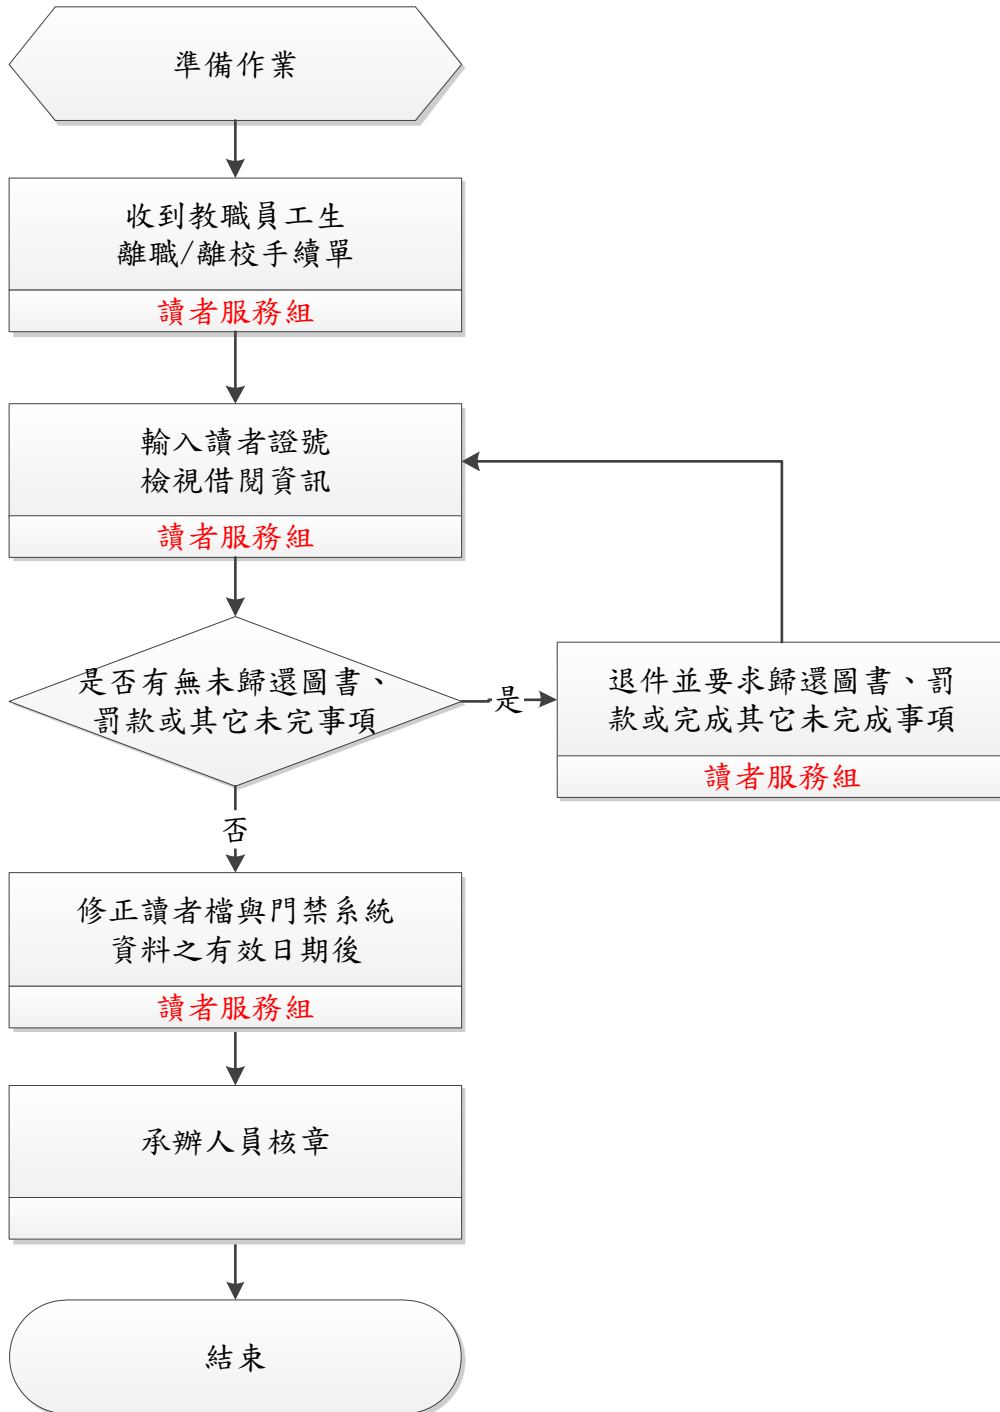 準備作業
收到教職員工生
離職/離校手續單
讀者服務組
輸入讀者證號
檢視借閱資訊
讀者服務組
是否有無未歸還圖書、
罰款或其它未完事項
是
退件並要求歸還圖書、罰
款或完成其它未完成事項
讀者服務組
否
修正讀者檔與門禁系統
資料之有效日期後
讀者服務組
承辦人員核章
結束